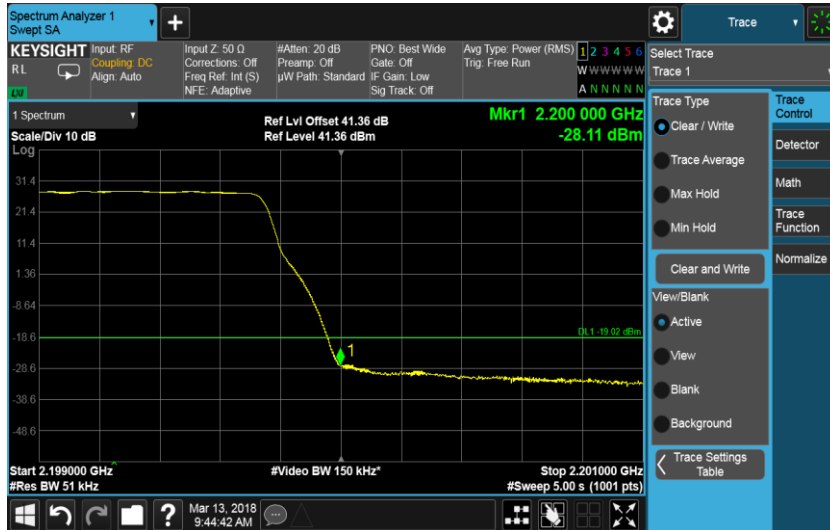 Spectrum Analyzer 1
Swept SA
KEYSIGHT
RL
LXI
Input: RF
Coupling: DC
Align: Auto
Input Z: 50 Ω
Corrections: Off
Freq Ref: Int (S)
NFE: Adaptive
#Atten: 20 dB
Preamp: Off
µW Path: Standard
PNO: Best Wide
Gate: Off
IF Gain: Low
Sig Track: Off
Avg Type: Power (RMS)
Trig: Free Run
1 2 3 4 5 6
W W W W W W
A N N N N N
1 Spectrum
Scale/Div 10 dB
Log
Ref Lvl Offset 41.36 dB
Ref Level 41.36 dBm
Mkr1 2.200 000 GHz
-28.11 dBm
31.4
21.4
11.4
1.36
-8.64
-18.6
-28.6
-38.6
-48.6
DL1 -19.02 dBm
1
Start 2.199000 GHz
#Res BW 51 kHz
#Video BW 150 kHz*
Stop 2.201000 GHz
#Sweep 5.00 s (1001 pts)
?
Mar 13, 2018
9:44:42 AM
Trace
Select Trace
Trace 1
Trace Type
Clear / Write
Trace Average
Max Hold
Min Hold
Clear and Write
View/Blank
Active
View
Blank
Background
Trace Settings
Table
Trace
Control
Detector
Math
Trace
Function
Normalize